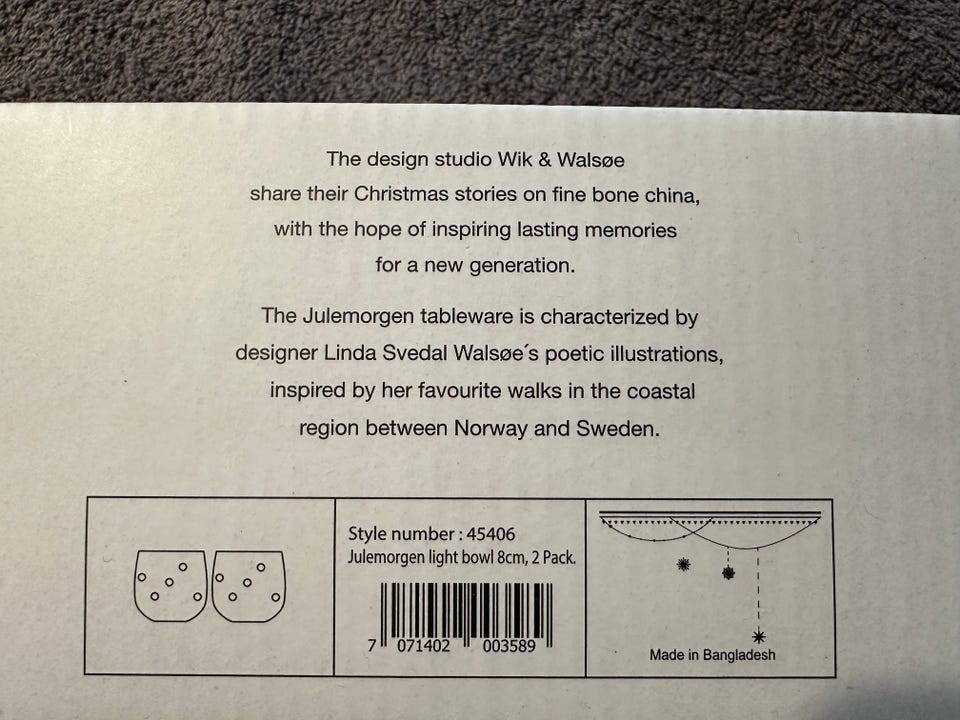 The design studio Wik & Walsøe
share their Christmas stories on fine bone china,
with the hope of inspiring lasting memories
for a new generation.
The Julemorgen tableware is characterized by
designer Linda Svedal Walsøe´s poetic illustrations,
inspired by her favourite walks in the coastal
region between Norway and Sweden.
Style number : 45406
Julemorgen light bowl 8cm, 2 Pack.
7 071402 003589
Made in Bangladesh